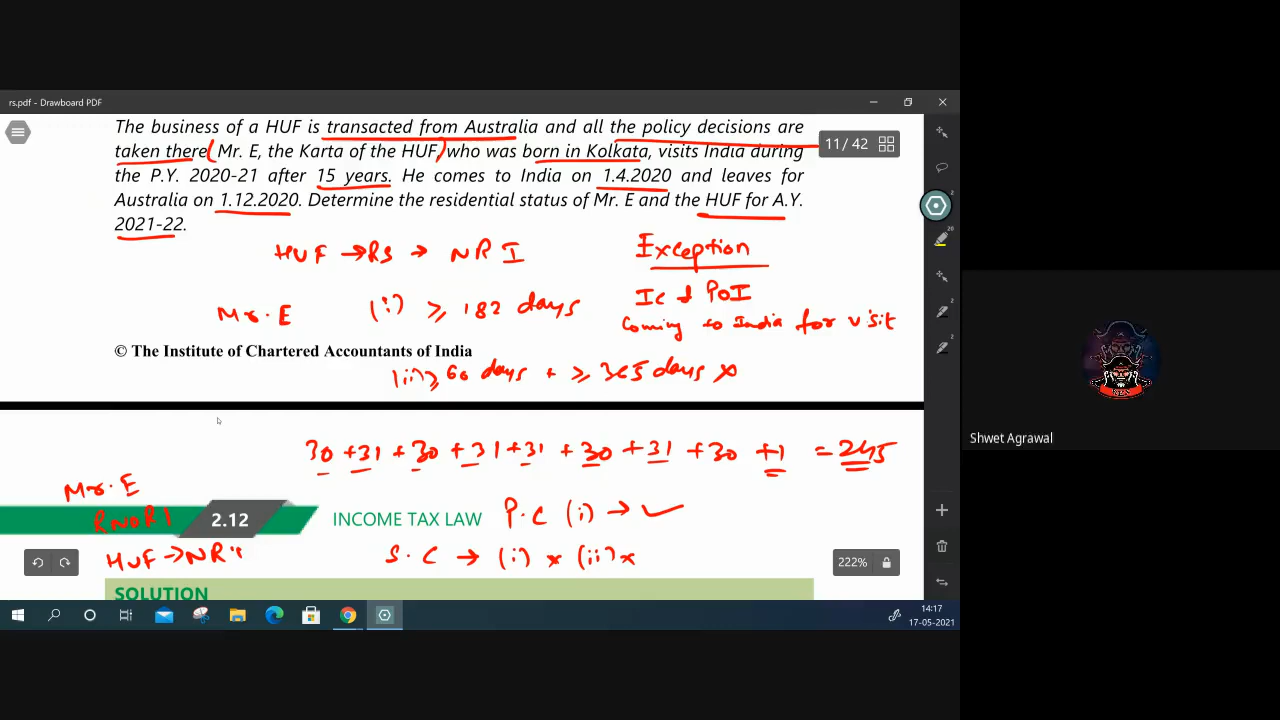 rs.pdf - Drawboard PDF
The business of a HUF is transacted from Australia and all the policy decisions are
taken there ( Mr. E, the Karta of the HUF,) who was born in Kolkata, visits India during
the P.Y. 2020-21 after 15 years. He comes to India on 1.4.2020 and leaves for
Australia on 1.12.2020. Determine the residential status of Mr. E and the HUF for A.Y.
2021-22.
11 / 42
HUF → RS → NRI
Exception
Mr. E (i) ≥ 182 days
IC & POI
Coming to India for visit
© The Institute of Chartered Accountants of India
(ii) ≥ 60 days + ≥ 365 days ×
30 + 31 + 30 + 31 + 31 + 30 + 31 + 30 + 1 = 245
Mr. E
RNORI
2.12
INCOME TAX LAW
P.C (i) → ✓
HUF → NRI
S.C → (i) × (ii) ×
222%
SOLUTION
Shwet Agrawal
14:17
17-05-2021